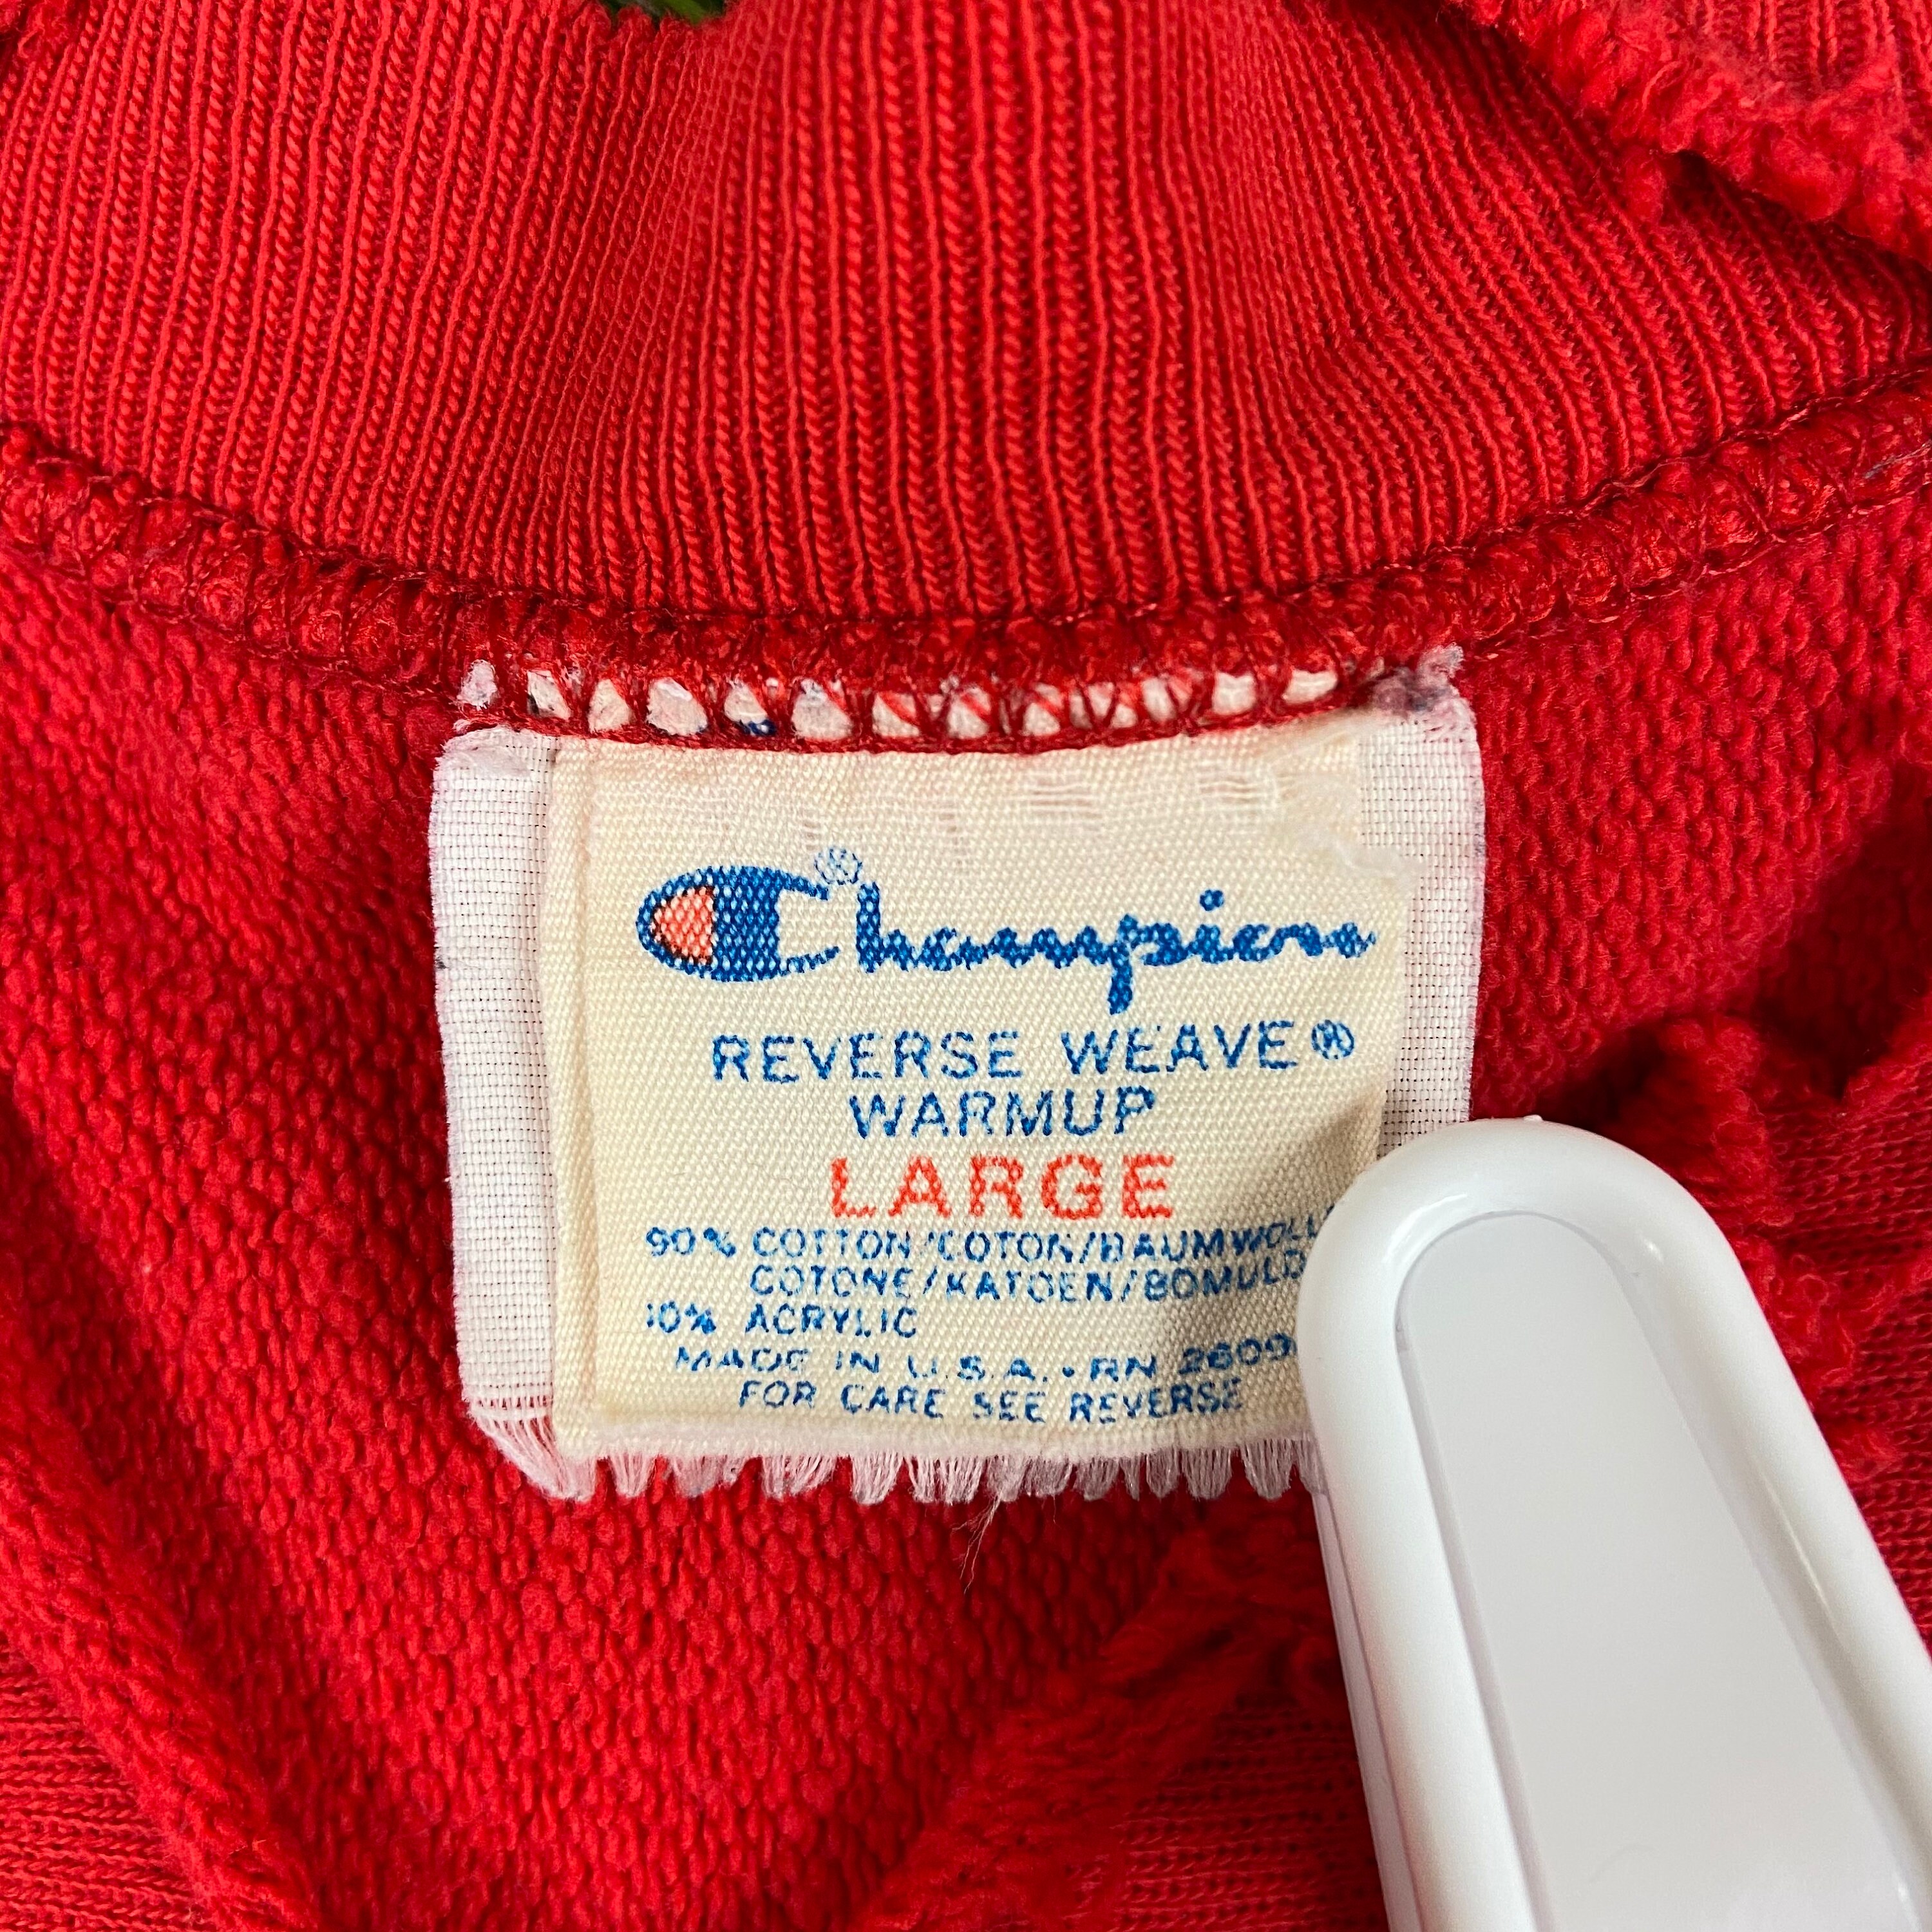 Champion®
REVERSE WEAVE®
WARMUP
LARGE
90% COTTON/COTON/BAUMWOLL
COTONE/KATOEN/BOMULD
10% ACRYLIC
MADE IN U.S.A. • RN 2609
FOR CARE SEE REVERSE